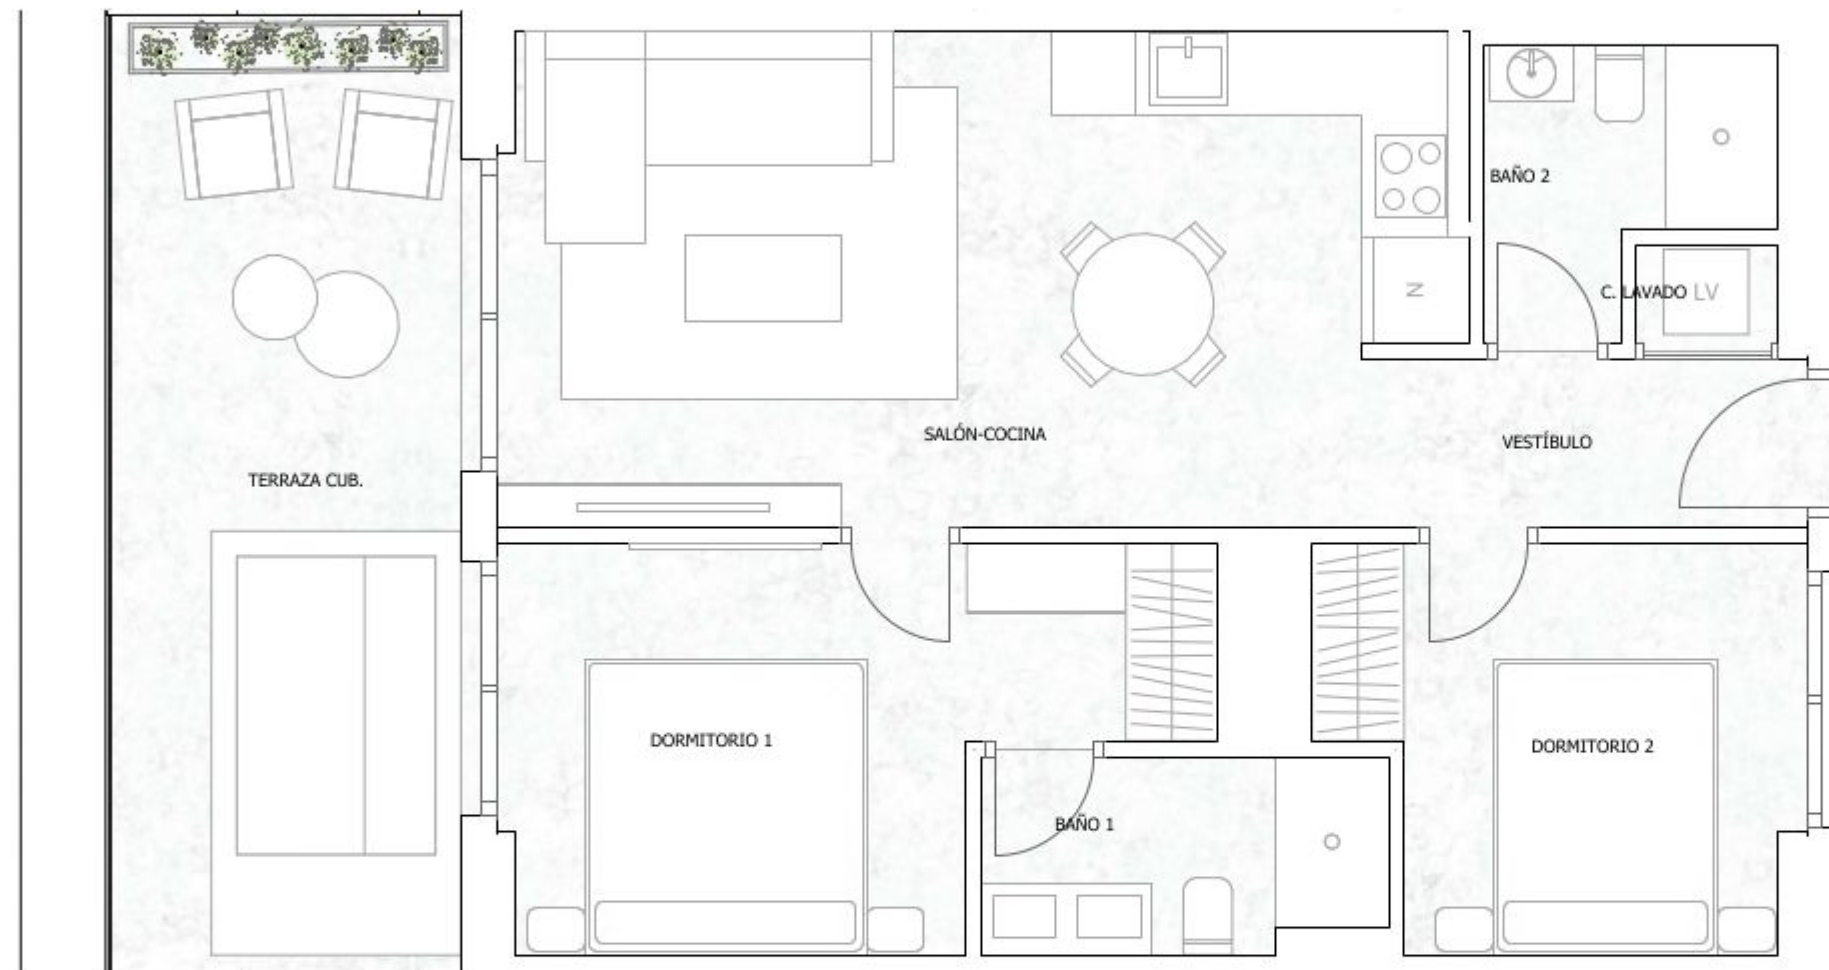 BAÑO 2
C. LAVADO LV
N
SALÓN-COCINA
VESTÍBULO
TERRAZA CUB.
DORMITORIO 1
DORMITORIO 2
BAÑO 1